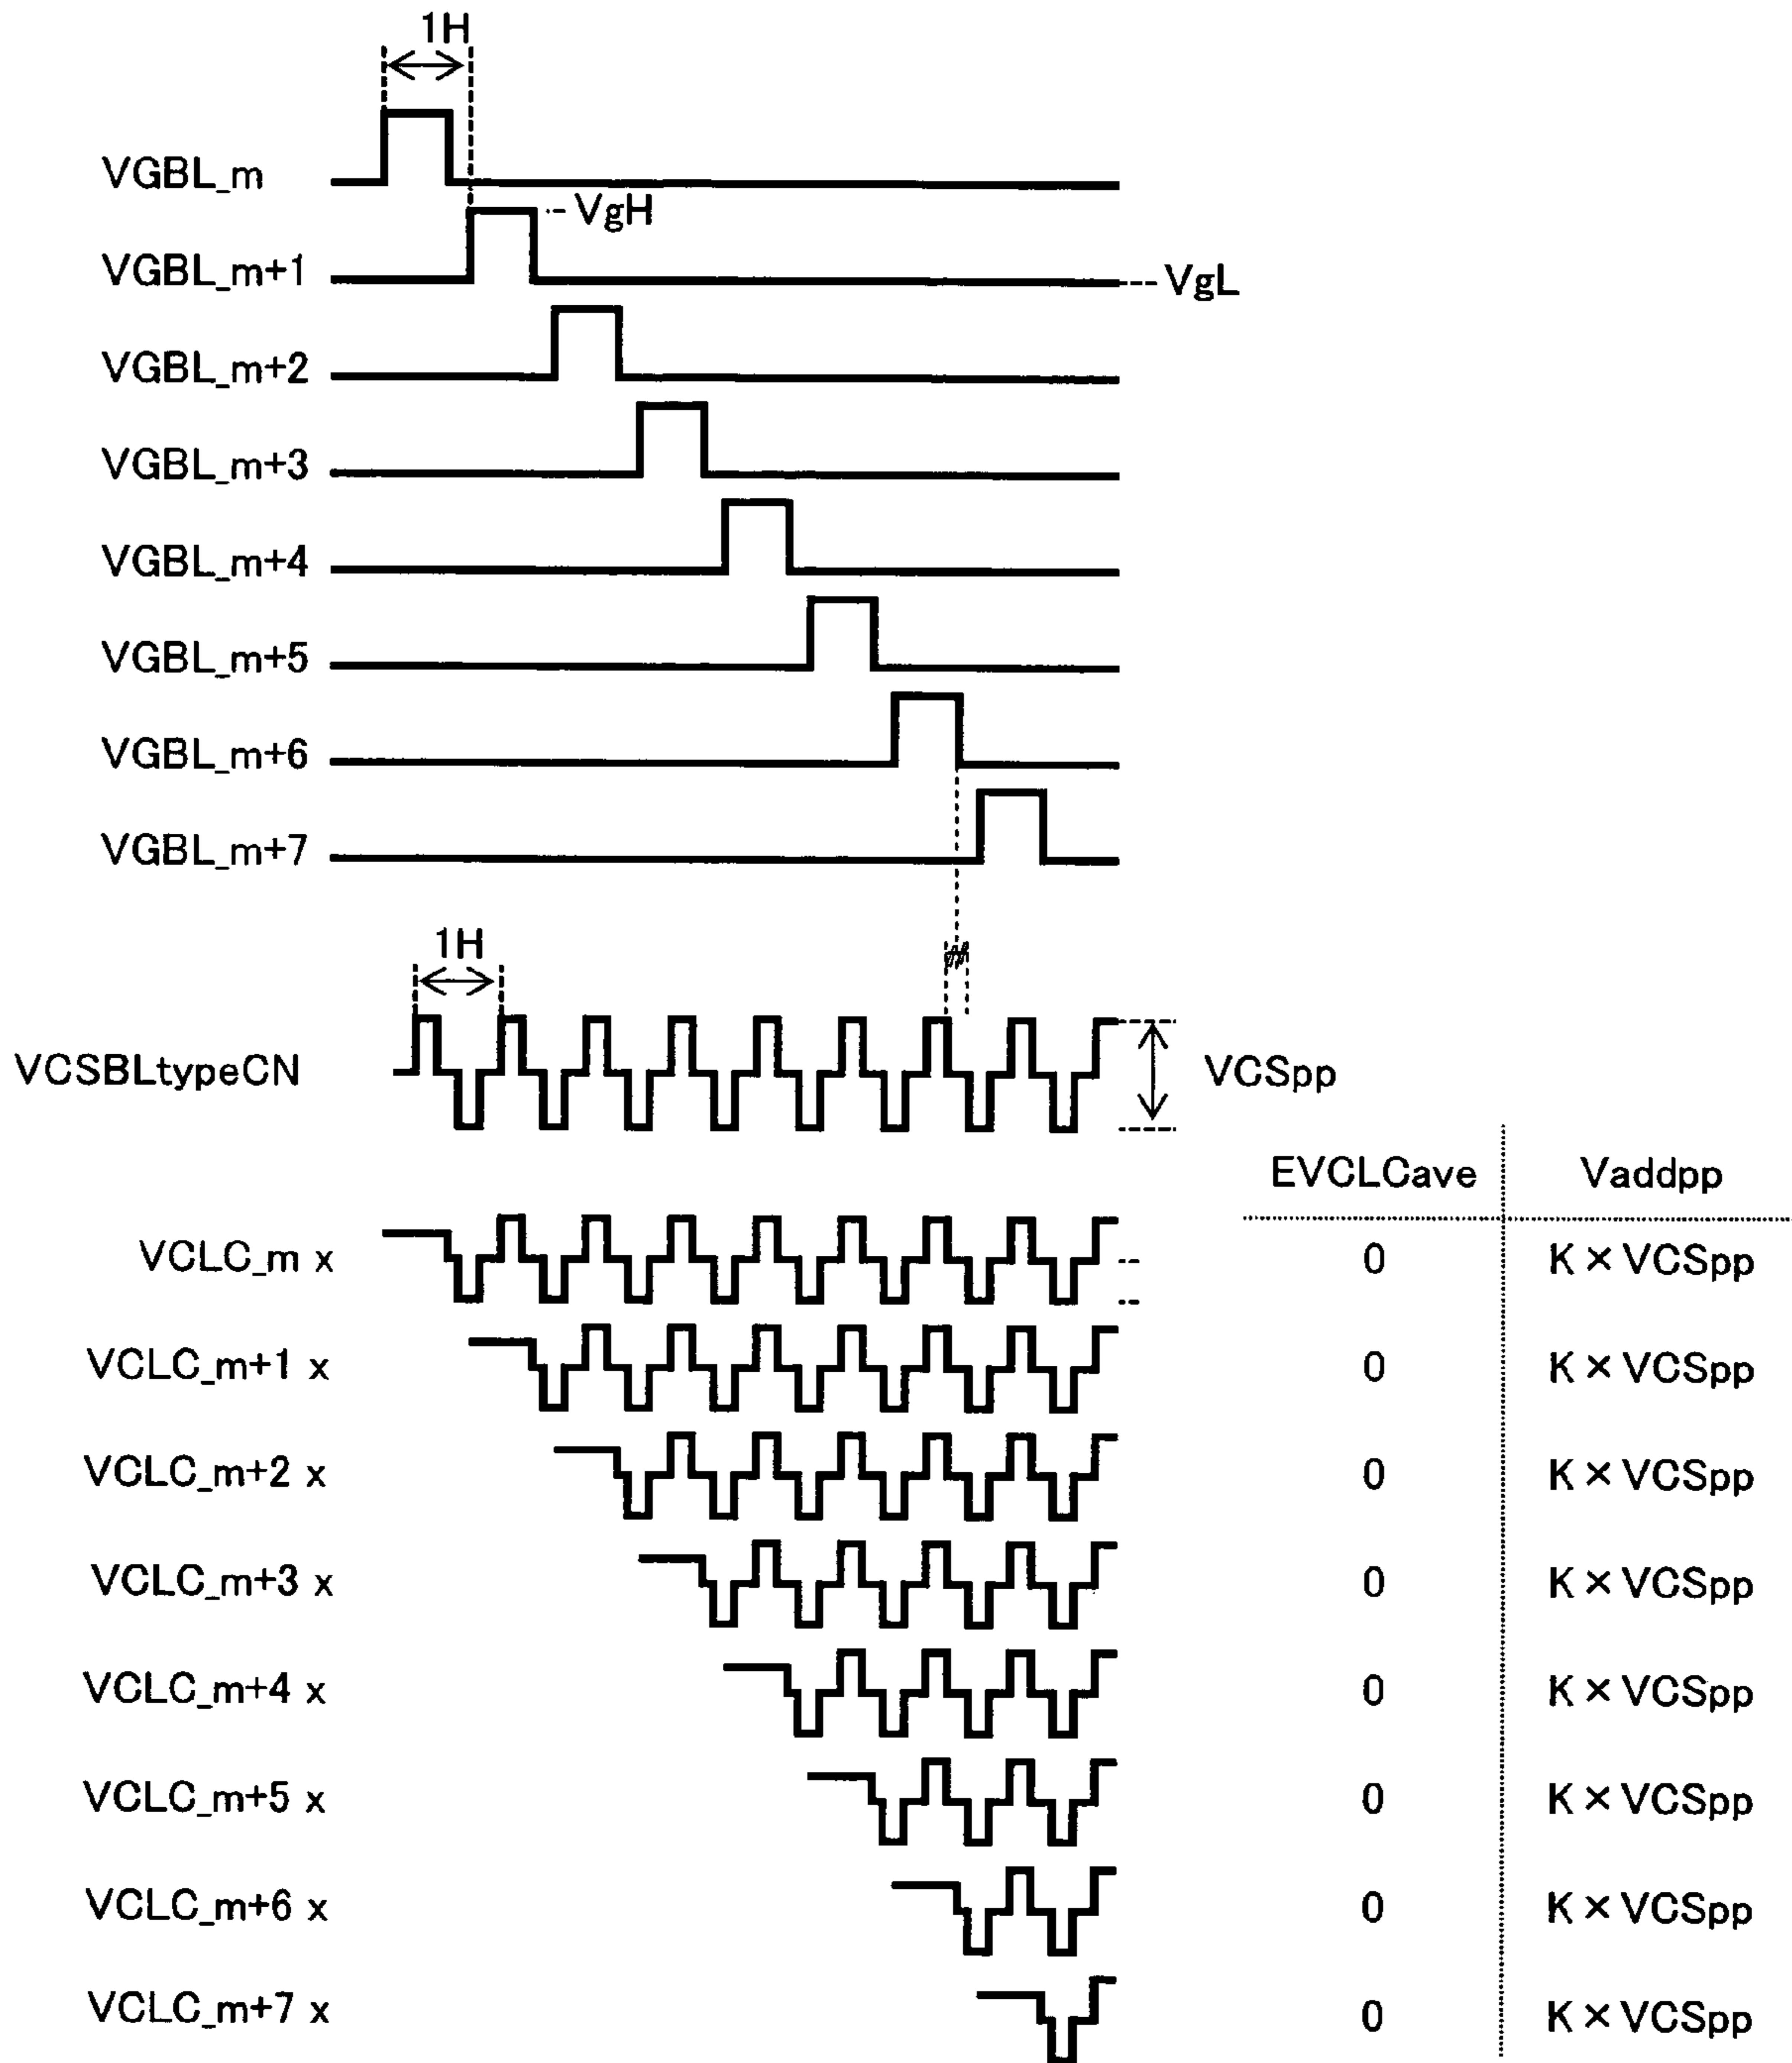 1H
VGBL_m
VgH
VGBL_m+1
VgL
VGBL_m+2
VGBL_m+3
VGBL_m+4
VGBL_m+5
VGBL_m+6
VGBL_m+7
1H
VCSBLtypeCN
VCSpp
EVCLCave Vaddpp
VCLC_m x 0 K×VCSpp
VCLC_m+1 x 0 K×VCSpp
VCLC_m+2 x 0 K×VCSpp
VCLC_m+3 x 0 K×VCSpp
VCLC_m+4 x 0 K×VCSpp
VCLC_m+5 x 0 K×VCSpp
VCLC_m+6 x 0 K×VCSpp
VCLC_m+7 x 0 K×VCSpp